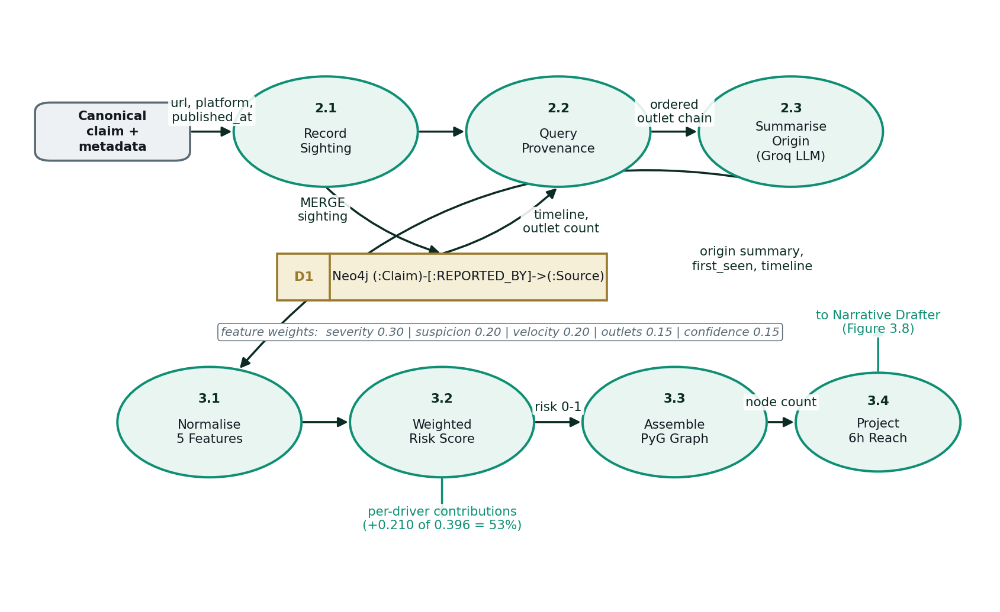 Canonical
claim +
metadata
url, platform,
published_at
2.1
Record
Sighting
2.2
Query
Provenance
ordered
outlet chain
2.3
Summarise
Origin
(Groq LLM)
MERGE
sighting
timeline,
outlet count
D1
Neo4j (:Claim)-[:REPORTED_BY]->(:Source)
origin summary,
first_seen, timeline
feature weights:  severity 0.30 | suspicion 0.20 | velocity 0.20 | outlets 0.15 | confidence 0.15
to Narrative Drafter
(Figure 3.8)
3.1
Normalise
5 Features
3.2
Weighted
Risk Score
risk 0-1
3.3
Assemble
PyG Graph
node count
3.4
Project
6h Reach
per-driver contributions
(+0.210 of 0.396 = 53%)